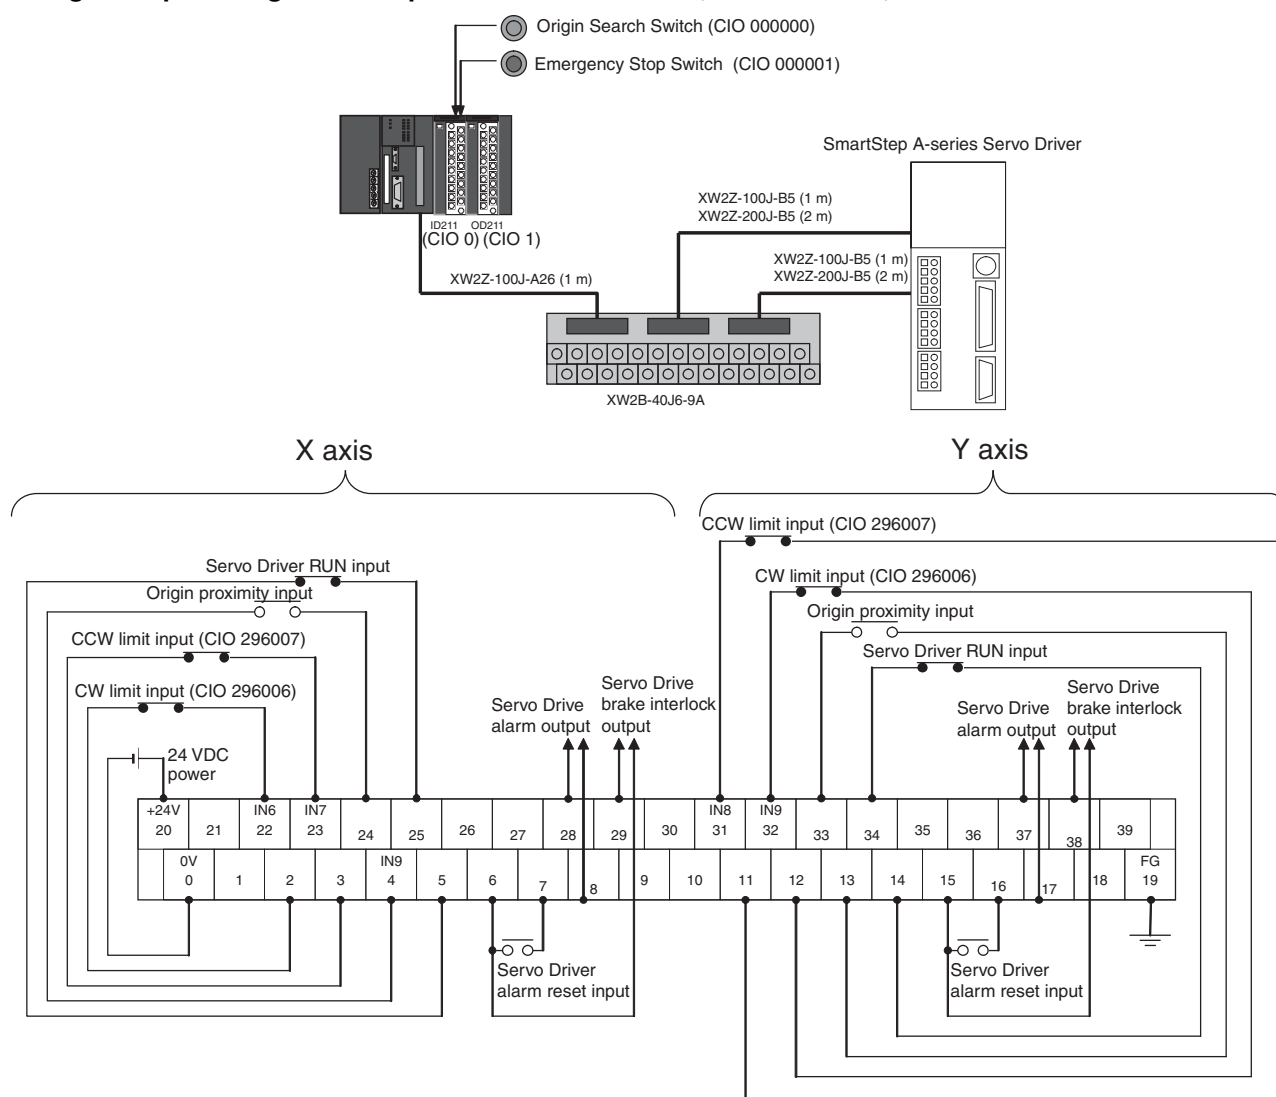 Origin Search Switch (CIO 000000)
Emergency Stop Switch (CIO 000001)
SmartStep A-series Servo Driver
XW2Z-100J-B5 (1 m)
XW2Z-200J-B5 (2 m)
ID211 OD211
(CIO 0) (CIO 1)
XW2Z-100J-B5 (1 m)
XW2Z-200J-B5 (2 m)
XW2Z-100J-A26 (1 m)
XW2B-40J6-9A
X axis
Y axis
CCW limit input (CIO 296007)
Servo Driver RUN input
CW limit input (CIO 296006)
Origin proximity input
Origin proximity input
CCW limit input (CIO 296007)
Servo Driver RUN input
CW limit input (CIO 296006)
Servo Drive
alarm output
Servo Drive
brake interlock
output
Servo Drive
alarm output
Servo Drive
brake interlock
output
24 VDC
power
+24V IN6 IN7 IN8 IN9
20 21 22 23 24 25 26 27 28 29 30 31 32 33 34 35 36 37 38 39
0V IN9 FG
0 1 2 3 4 5 6 7 8 9 10 11 12 13 14 15 16 17 18 19
Servo Driver
alarm reset input
Servo Driver
alarm reset input